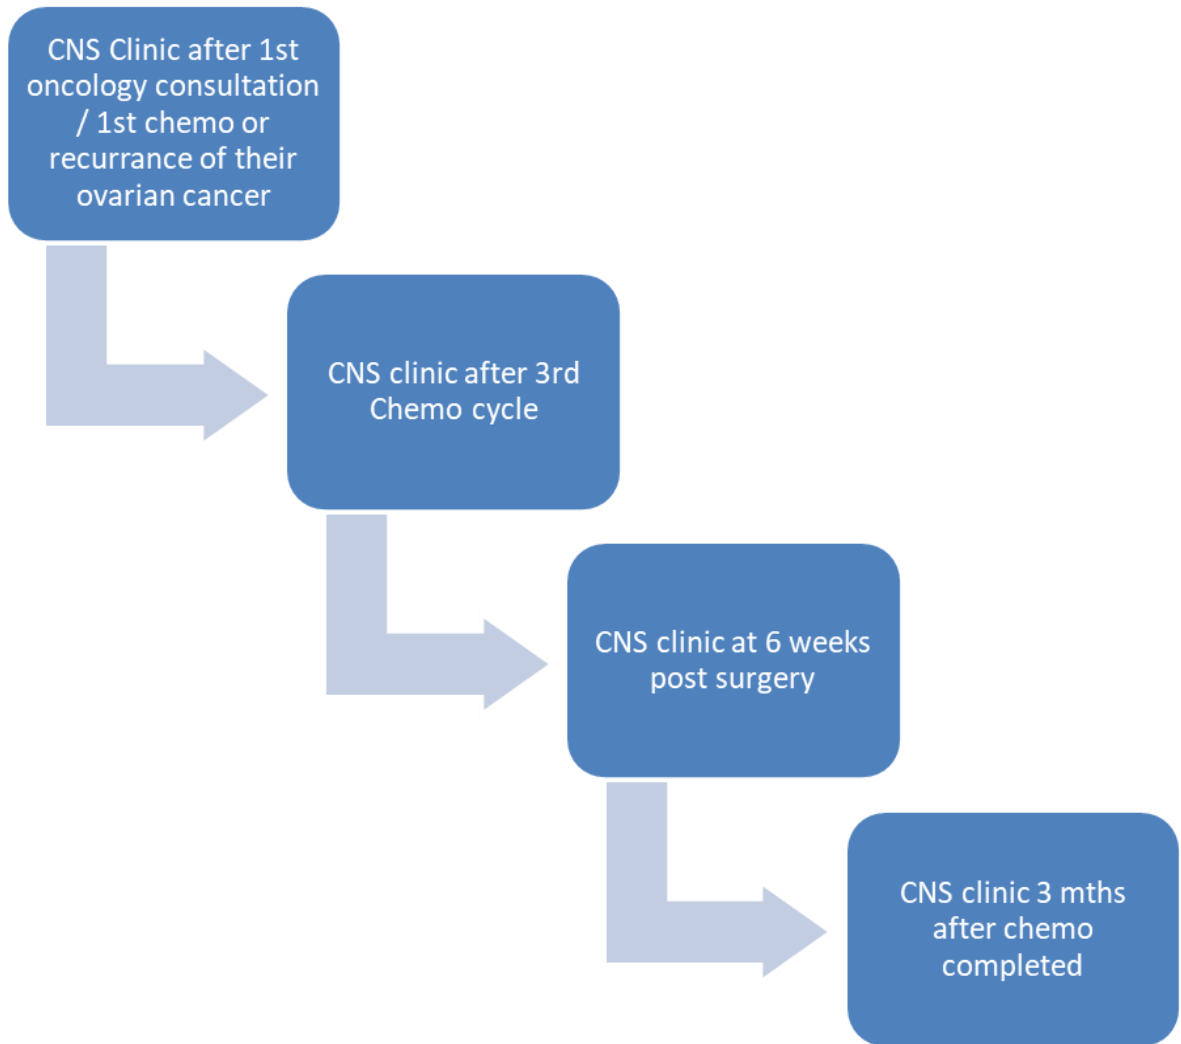 CNS Clinic after 1st
oncology consultation
/ 1st chemo or
recurrance of their
ovarian cancer
CNS clinic after 3rd
Chemo cycle
CNS clinic at 6 weeks
post surgery
CNS clinic 3 mths
after chemo
completed